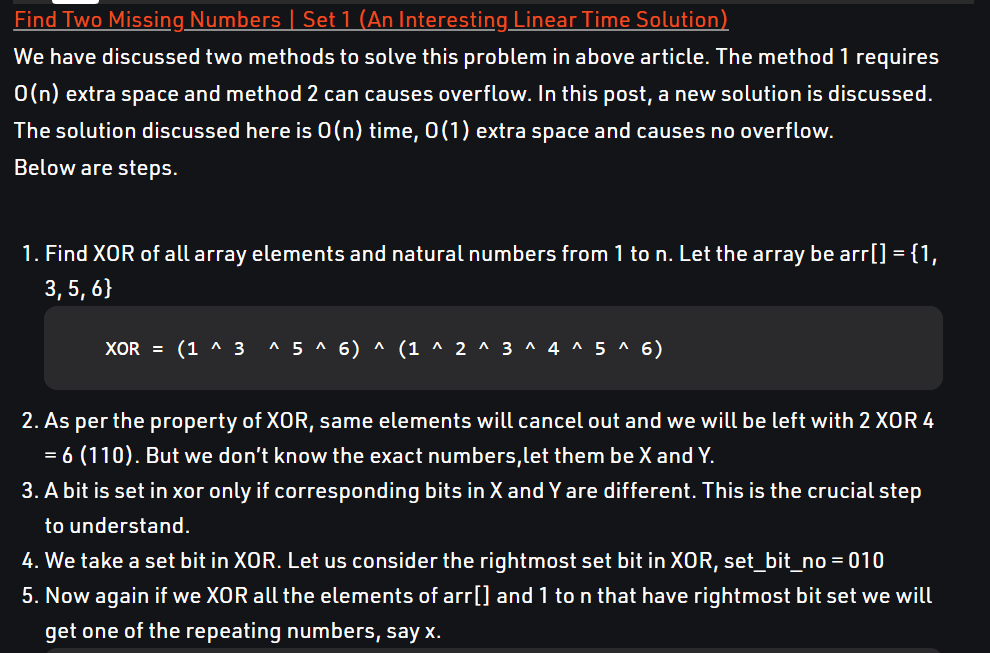 Find Two Missing Numbers | Set 1 (An Interesting Linear Time Solution)
We have discussed two methods to solve this problem in above article. The method 1 requires
O(n) extra space and method 2 can causes overflow. In this post, a new solution is discussed.
The solution discussed here is O(n) time, O(1) extra space and causes no overflow.
Below are steps.
1. Find XOR of all array elements and natural numbers from 1 to n. Let the array be arr[] = {1,
3, 5, 6}
XOR = (1 ^ 3  ^ 5 ^ 6) ^ (1 ^ 2 ^ 3 ^ 4 ^ 5 ^ 6)
2. As per the property of XOR, same elements will cancel out and we will be left with 2 XOR 4
= 6 (110). But we don’t know the exact numbers,let them be X and Y.
3. A bit is set in xor only if corresponding bits in X and Y are different. This is the crucial step
to understand.
4. We take a set bit in XOR. Let us consider the rightmost set bit in XOR, set_bit_no = 010
5. Now again if we XOR all the elements of arr[] and 1 to n that have rightmost bit set we will
get one of the repeating numbers, say x.